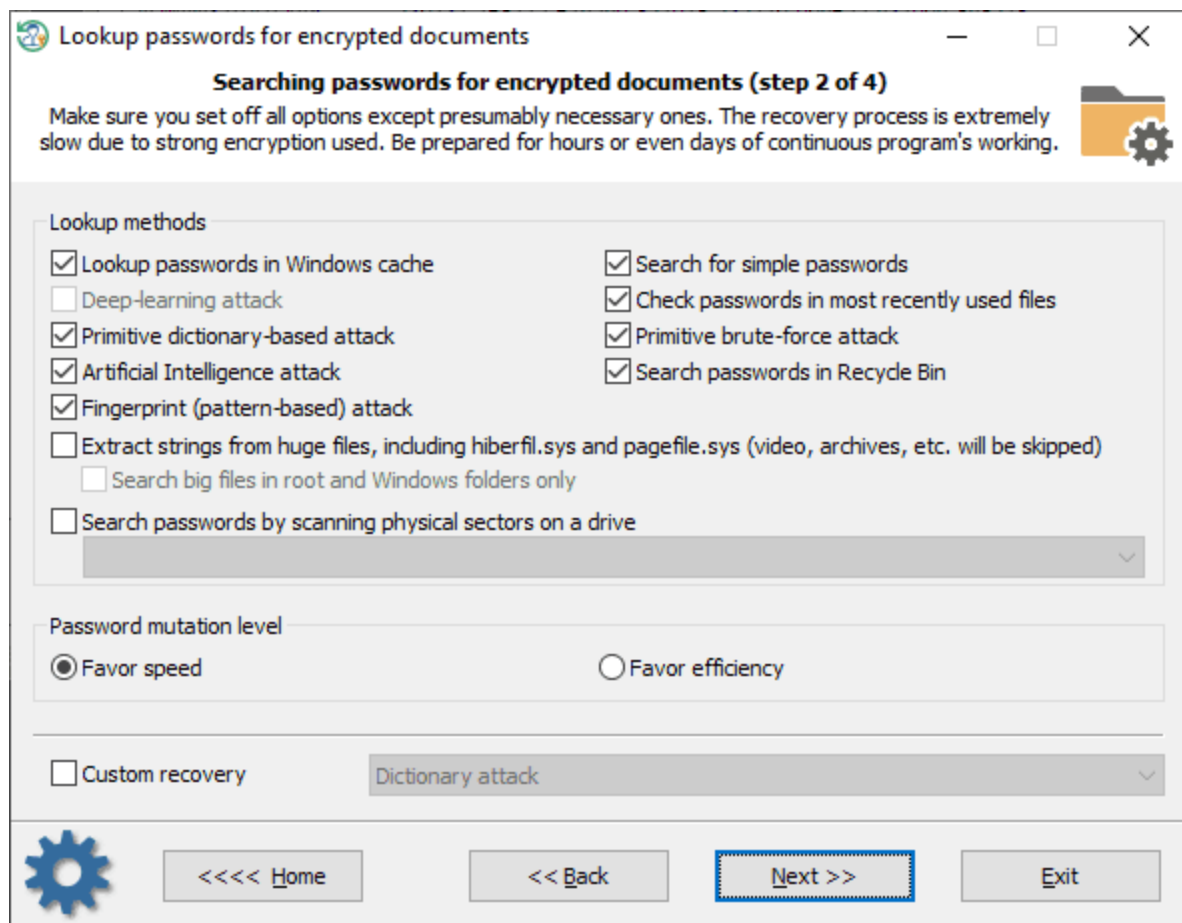 Lookup passwords for encrypted documents
Searching passwords for encrypted documents (step 2 of 4)
Make sure you set off all options except presumably necessary ones. The recovery process is extremely
slow due to strong encryption used. Be prepared for hours or even days of continuous program's working.
Lookup methods
Lookup passwords in Windows cache
Search for simple passwords
Deep-learning attack
Check passwords in most recently used files
Primitive dictionary-based attack
Primitive brute-force attack
Artificial Intelligence attack
Search passwords in Recycle Bin
Fingerprint (pattern-based) attack
Extract strings from huge files, including hiberfil.sys and pagefile.sys (video, archives, etc. will be skipped)
Search big files in root and Windows folders only
Search passwords by scanning physical sectors on a drive
Password mutation level
Favor speed
Favor efficiency
Custom recovery
Dictionary attack
<<<< Home
<< Back
Next >>
Exit